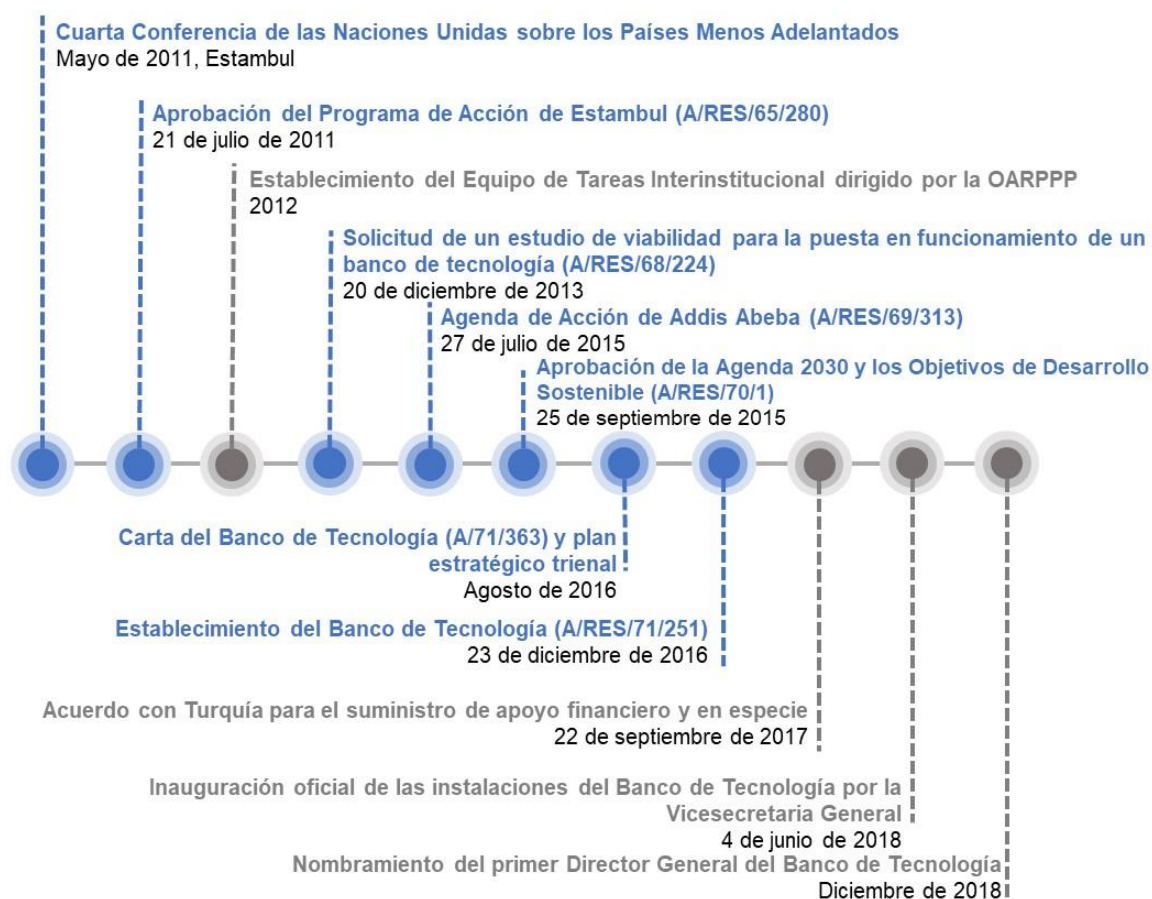 Cuarta Conferencia de las Naciones Unidas sobre los Países Menos Adelantados
Mayo de 2011, Estambul
Aprobación del Programa de Acción de Estambul (A/RES/65/280)
21 de julio de 2011
Establecimiento del Equipo de Tareas Interinstitucional dirigido por la OARPPP
2012
Solicitud de un estudio de viabilidad para la puesta en funcionamiento de un
banco de tecnología (A/RES/68/224)
20 de diciembre de 2013
Agenda de Acción de Addis Abeba (A/RES/69/313)
27 de julio de 2015
Aprobación de la Agenda 2030 y los Objetivos de Desarrollo
Sostenible (A/RES/70/1)
25 de septiembre de 2015
Carta del Banco de Tecnología (A/71/363) y plan
estratégico trienal
Agosto de 2016
Establecimiento del Banco de Tecnología (A/RES/71/251)
23 de diciembre de 2016
Acuerdo con Turquía para el suministro de apoyo financiero y en especie
22 de septiembre de 2017
Inauguración oficial de las instalaciones del Banco de Tecnología por la
Vicesecretaria General
4 de junio de 2018
Nombramiento del primer Director General del Banco de Tecnología
Diciembre de 2018